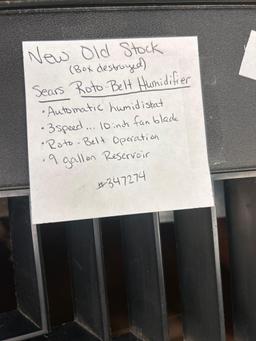 New Old Stock
(Box destroyed)
Sears Roto-Belt Humidifier
• Automatic humidistat
• 3 speed ... 10 inch fan blade
• Roto-Belt Operation
• 9 gallon Reservoir
#347274